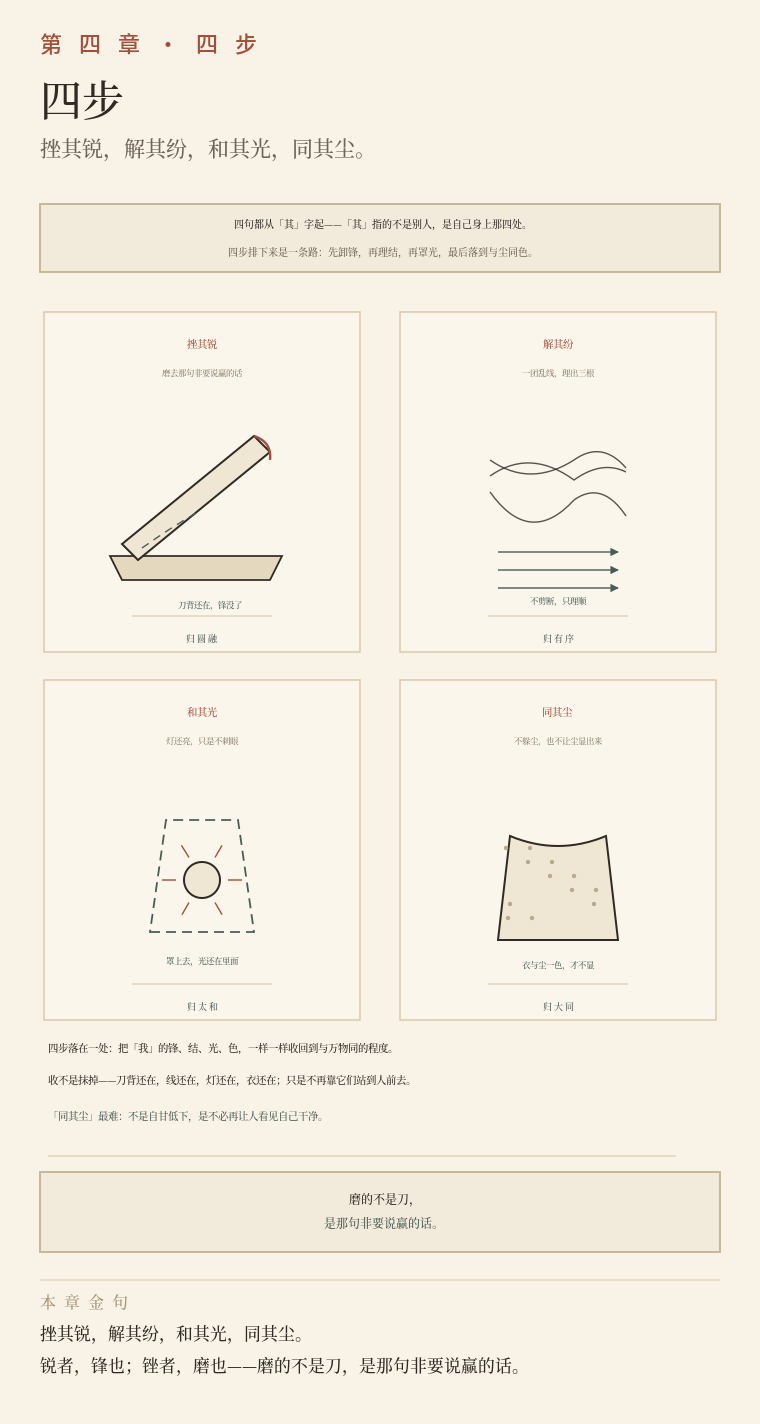 第四章·四步
四步
挫其锐，解其纷，和其光，同其尘。
四句都从「其」字起——「其」指的不是别人，是自己身上那四处。
四步排下来是一条路：先卸锋，再理结，再罩光，最后落到与尘同色。
挫其锐
磨去那句非要说赢的话
刀背还在，锋没了
归圆融
解其纷
一团乱线，理出三根
不剪断，只理顺
归有序
和其光
灯还亮，只是不刺眼
罩上去，光还在里面
归太和
同其尘
不躲尘，也不让尘显出来
衣与尘一色，才不显
归大同
四步落在一处：把「我」的锋、结、光、色，一样一样收回到与万物同的程度。
收不是抹掉——刀背还在，线还在，灯还在，衣还在；只是不再靠它们站到人前去。
「同其尘」最难：不是自甘低下，是不必再让人看见自己干净。
磨的不是刀，
是那句非要说赢的话。
本章金句
挫其锐，解其纷，和其光，同其尘。
锐者，锋也；锉者，磨也——磨的不是刀，是那句非要说赢的话。